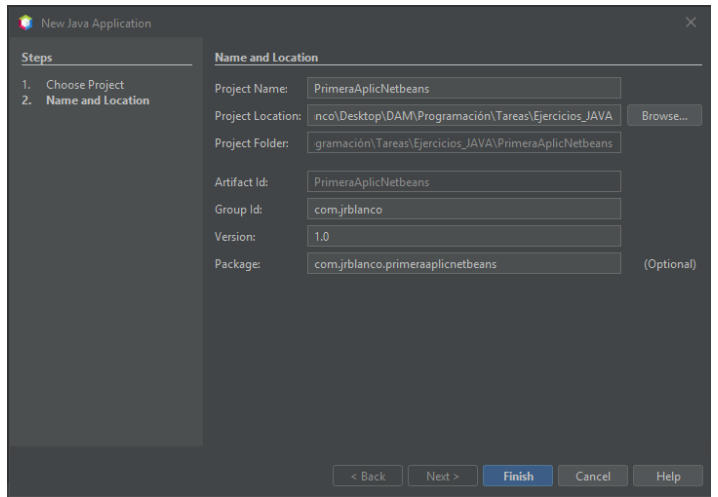 New Java Application
Steps
1. Choose Project
2. Name and Location
Name and Location
Project Name: PrimeraAplicNetbeans
Project Location: nco\Desktop\DAM\Programación\Tareas\Ejercicios_JAVA Browse...
Project Folder: gramación\Tareas\Ejercicios_JAVA\PrimeraAplicNetbeans
Artifact Id: PrimeraAplicNetbeans
Group Id: com.jrblanco
Version: 1.0
Package: com.jrblanco.primeraaplicnetbeans (Optional)
< Back Next > Finish Cancel Help